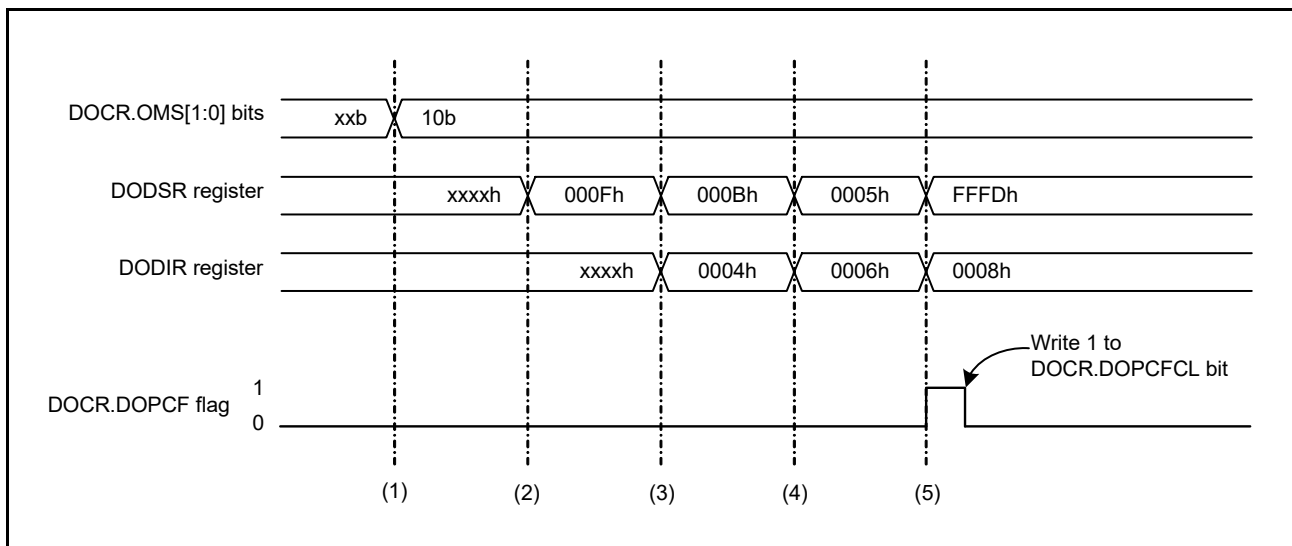 DOCR.OMS[1:0] bits xxb 10b
DODSR register xxxxh 000Fh 000Bh 0005h FFFDh
DODIR register xxxxh 0004h 0006h 0008h
Write 1 to
DOCR.DOPCFCL bit
1
DOCR.DOPCF flag
0
(1) (2) (3) (4) (5)